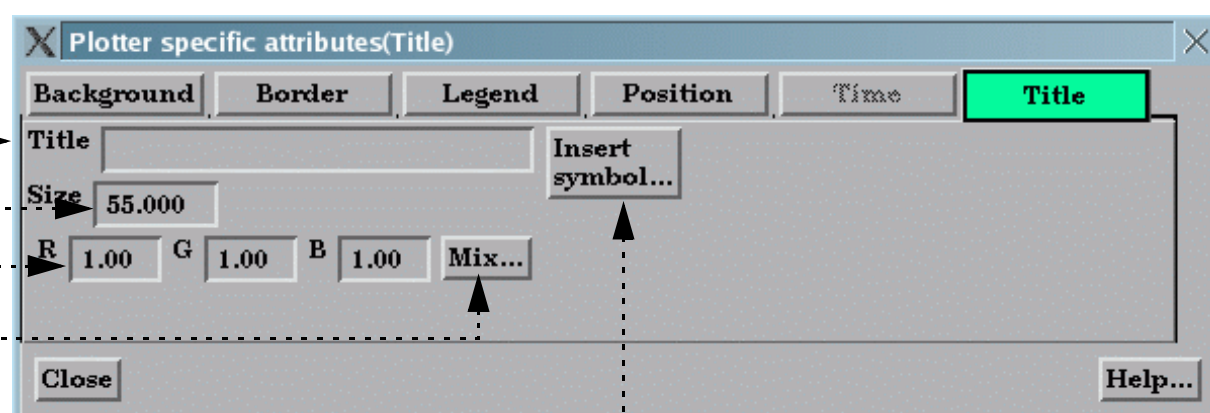 Plotter specific attributes(Title)
Background Border Legend Position Time Title
Title Insert symbol...
Size 55.000
R 1.00 G 1.00 B 1.00 Mix...
Close Help...